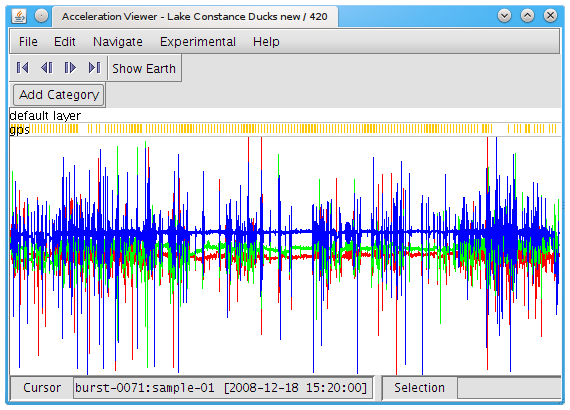 Acceleration Viewer - Lake Constance Ducks new / 420
File Edit Navigate Experimental Help
Show Earth
Add Category
default layer
gps
Cursor burst-0071:sample-01 [2008-12-18 15:20:00] Selection